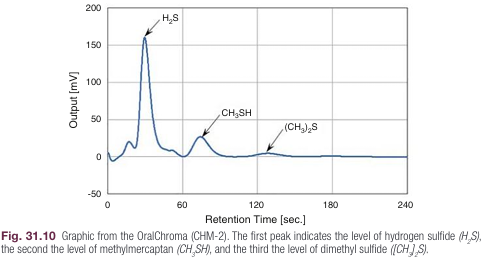 200
150
100
50
0
-50
Output [mV]
H₂S
CH₃SH
(CH₃)₂S
0
60
120
180
240
Retention Time [sec.]
Fig. 31.10 Graphic from the OralChroma (CHM-2). The first peak indicates the level of hydrogen sulfide (H₂S),
the second the level of methylmercaptan (CH₃SH), and the third the level of dimethyl sulfide ([CH₃]₂S).